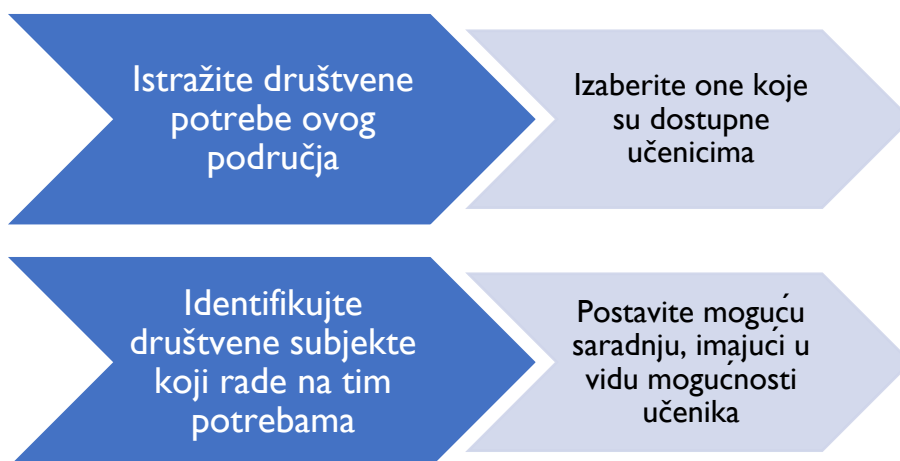 Istražite društvene
potrebe ovog
područja
Izaberite one koje
su dostupne
učenicima
Identifikujte
društvene subjekte
koji rade na tim
potrebama
Postavite moguću
saradnju, imajući u
vidu mogućnosti
učenika